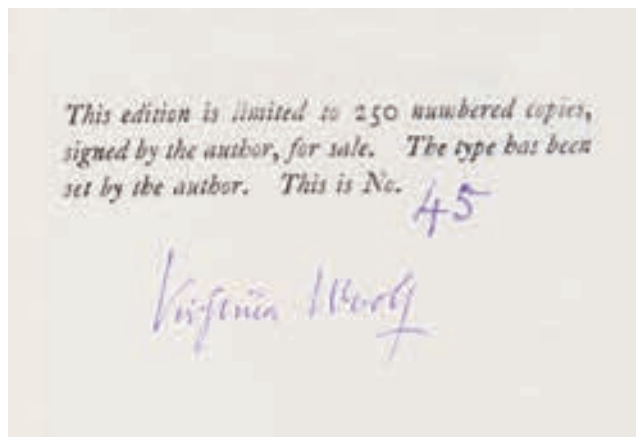 This edition is limited to 250 numbered copies,
signed by the author, for sale. The type has been
set by the author. This is No.
45
Virginia Woolf